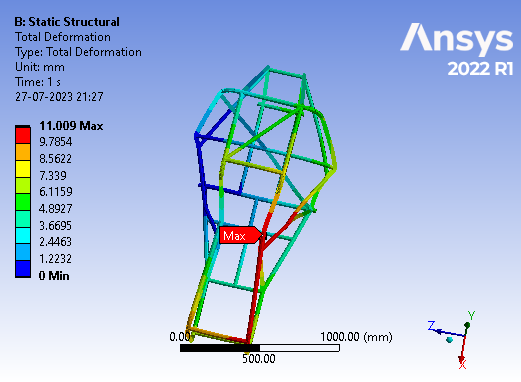 B: Static Structural
Total Deformation
Type: Total Deformation
Unit: mm
Time: 1 s
27-07-2023 21:27
Ansys
2022 R1
11.009 Max
9.7854
8.5622
7.339
6.1159
4.8927
3.6695
2.4463
1.2232
0 Min
Max
0.00
1000.00 (mm)
500.00
Y
Z
X